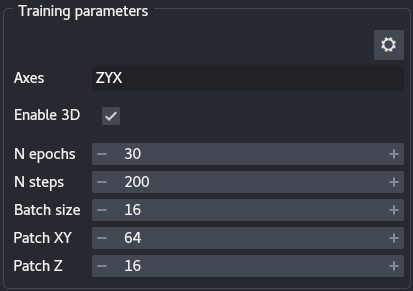 Training parameters
Axes ZYX
Enable 3D
N epochs − 30 +
N steps − 200 +
Batch size − 16 +
Patch XY − 64 +
Patch Z − 16 +